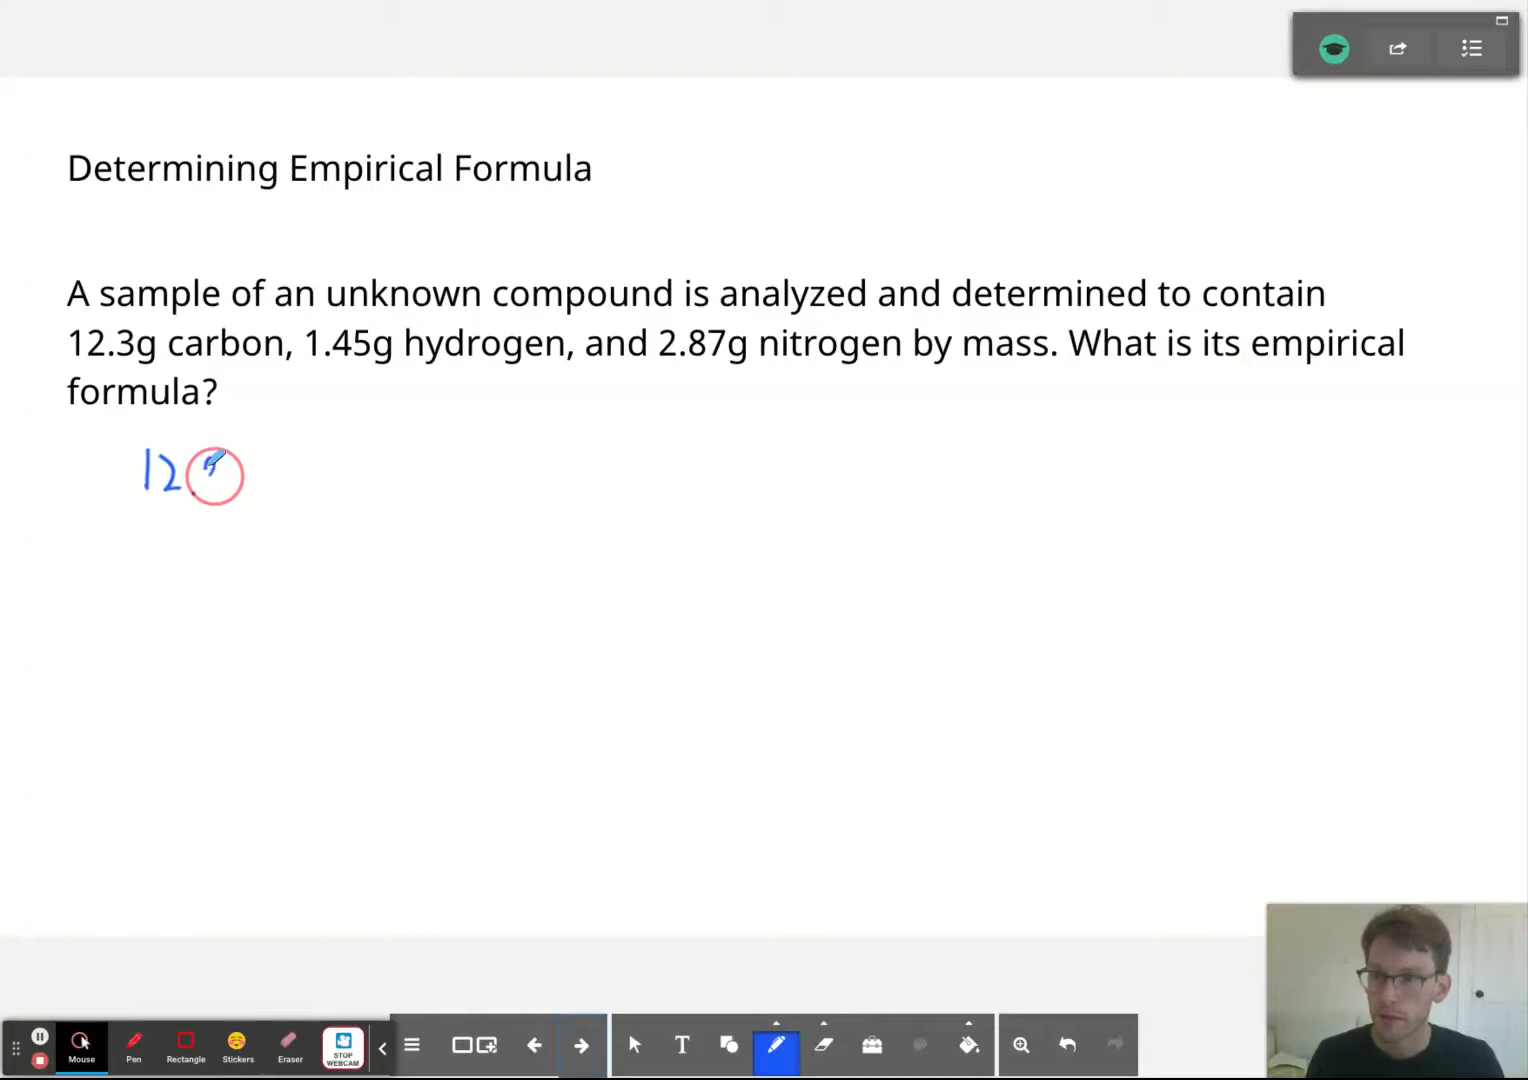 Determining Empirical Formula
A sample of an unknown compound is analyzed and determined to contain
12.3g carbon, 1.45g hydrogen, and 2.87g nitrogen by mass. What is its empirical
formula?
12.
Mouse
Pen
Rectangle
Stickers
Eraser
STOP
WEBCAM
T